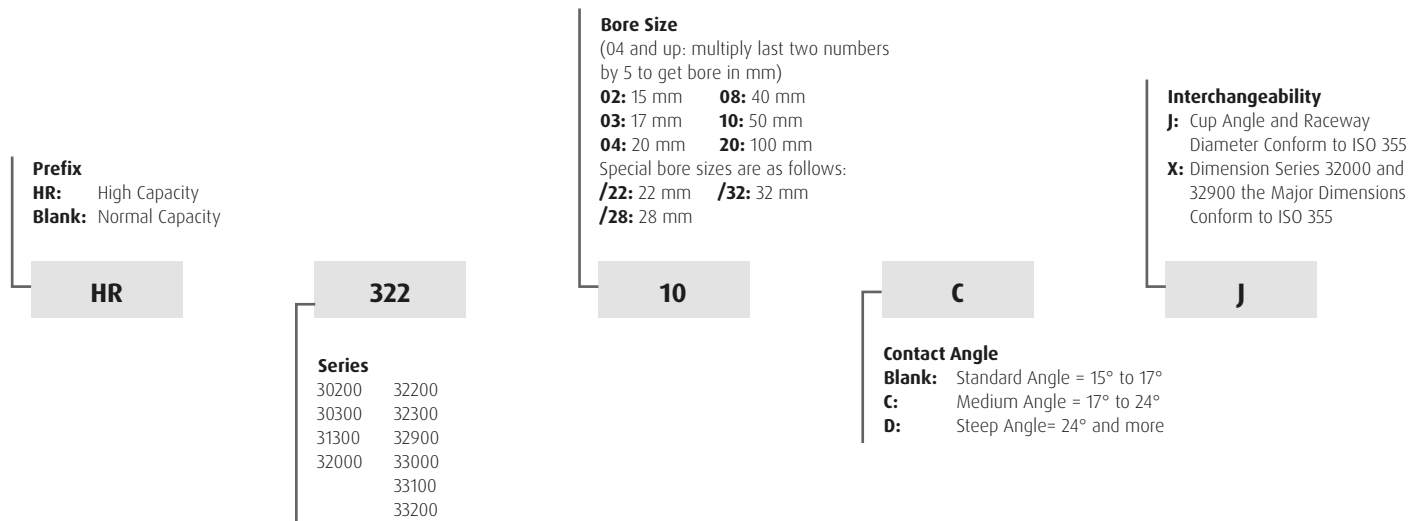 Prefix
HR: High Capacity
Blank: Normal Capacity
HR
Series
30200 32200
30300 32300
31300 32900
32000 33000
33100
33200
322
Bore Size
(04 and up: multiply last two numbers
by 5 to get bore in mm)
02: 15 mm 08: 40 mm
03: 17 mm 10: 50 mm
04: 20 mm 20: 100 mm
Special bore sizes are as follows:
/22: 22 mm /32: 32 mm
/28: 28 mm
10
C
Contact Angle
Blank: Standard Angle = 15° to 17°
C: Medium Angle = 17° to 24°
D: Steep Angle= 24° and more
Interchangeability
J: Cup Angle and Raceway
Diameter Conform to ISO 355
X: Dimension Series 32000 and
32900 the Major Dimensions
Conform to ISO 355
J